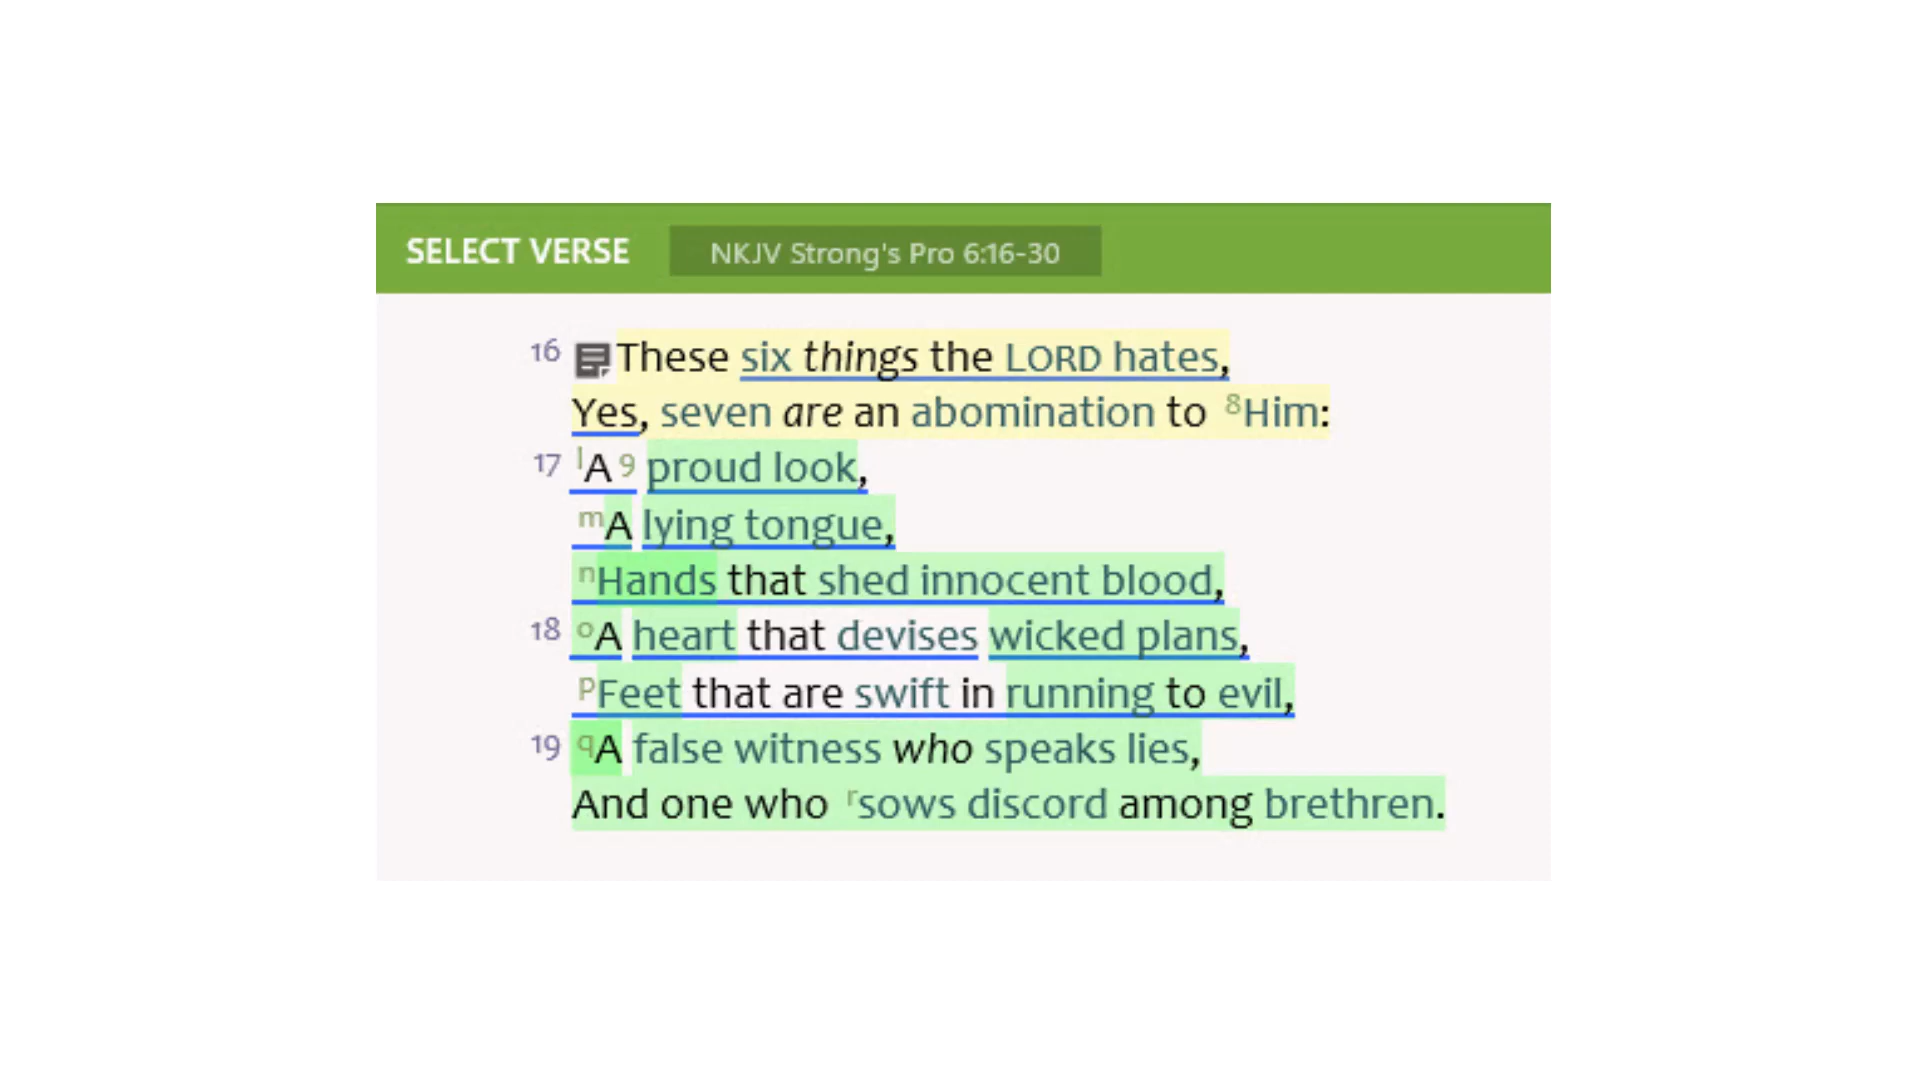 SELECT VERSE NKJV Strong's Pro 6:16-30
16 These six things the LORD hates,
Yes, seven are an abomination to 8Him:
17 lA 9 proud look,
mA lying tongue,
nHands that shed innocent blood,
18 oA heart that devises wicked plans,
pFeet that are swift in running to evil,
19 qA false witness who speaks lies,
And one who rsows discord among brethren.